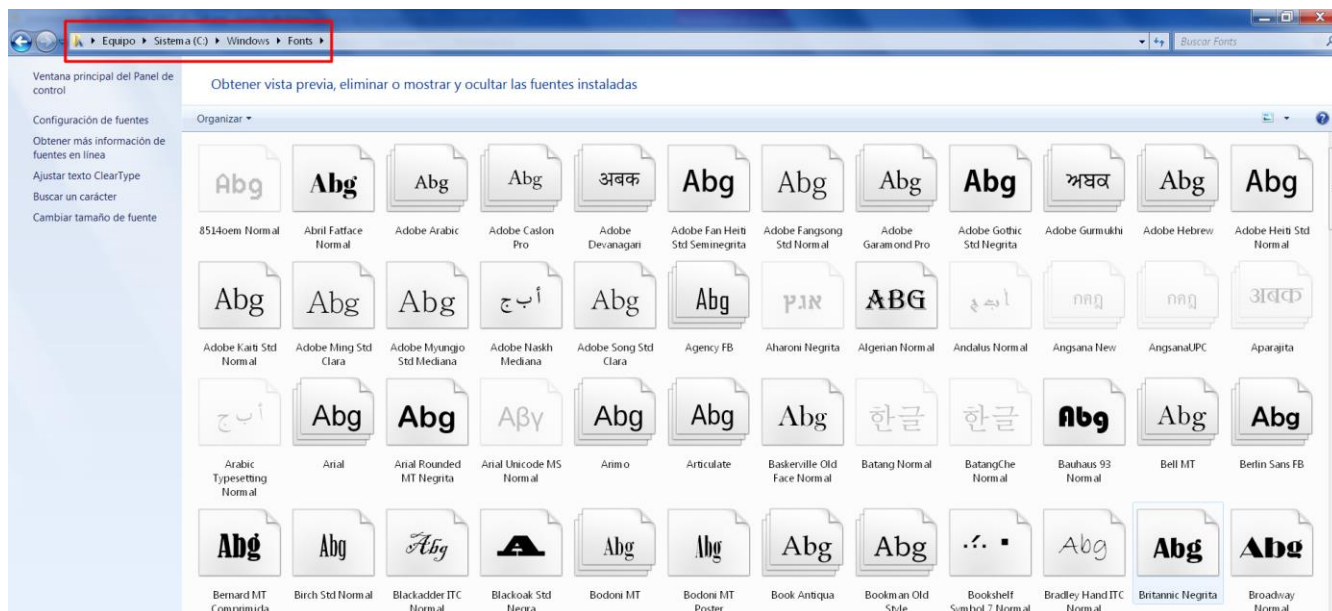 Equipo ▸ Sistema (C:) ▸ Windows ▸ Fonts ▸
Buscar Fonts
Ventana principal del Panel de
control
Configuración de fuentes
Obtener más información de
fuentes en línea
Ajustar texto ClearType
Buscar un carácter
Cambiar tamaño de fuente
Obtener vista previa, eliminar o mostrar y ocultar las fuentes instaladas
Organizar
Abg Abg Abg Abg अबक Abg Abg Abg Abg ਅਬਕ Abg Abg
8514oem Normal Abril Fatface Adobe Arabic Adobe Caslon Adobe Adobe Fan Heiti Adobe Fangsong Adobe Adobe Gothic Adobe Gurmukhi Adobe Hebrew Adobe Heiti Std
Normal Pro Devanagari Std Seminegrita Std Normal Garamond Pro Std Negrita Normal
Abg Abg Abg أ ب ج Abg Abg אבץ ABG أ ب ج กคฎ กคฎ अबक
Adobe Kaiti Std Adobe Ming Std Adobe Myungjo Adobe Naskh Adobe Song Std Agency FB Aharoni Negrita Algerian Normal Andalus Normal Angsana New AngsanaUPC Aparajita
Normal Clara Std Mediana Mediana Clara
أ ب ج Abg Abg Αβγ Abg Abg Abg 한글 한글 Abg Abg Abg
Arabic Arial Arial Rounded Arial Unicode MS Arimo Articulate Baskerville Old Batang Normal BatangChe Bauhaus 93 Bell MT Berlin Sans FB
Typesetting MT Negrita Normal Face Normal Normal Normal
Normal
Abg Abg Abg A Abg Abg Abg Abg Abg Abg Abg
Bernard MT Birch Std Normal Blackadder ITC Blackoak Std Bodoni MT Bodoni MT Book Antiqua Bookman Old Bookshelf Bradley Hand ITC Britannic Negrita Broadway
Comprimida Normal Negra Poster Style Symbol 7 Normal Normal Normal